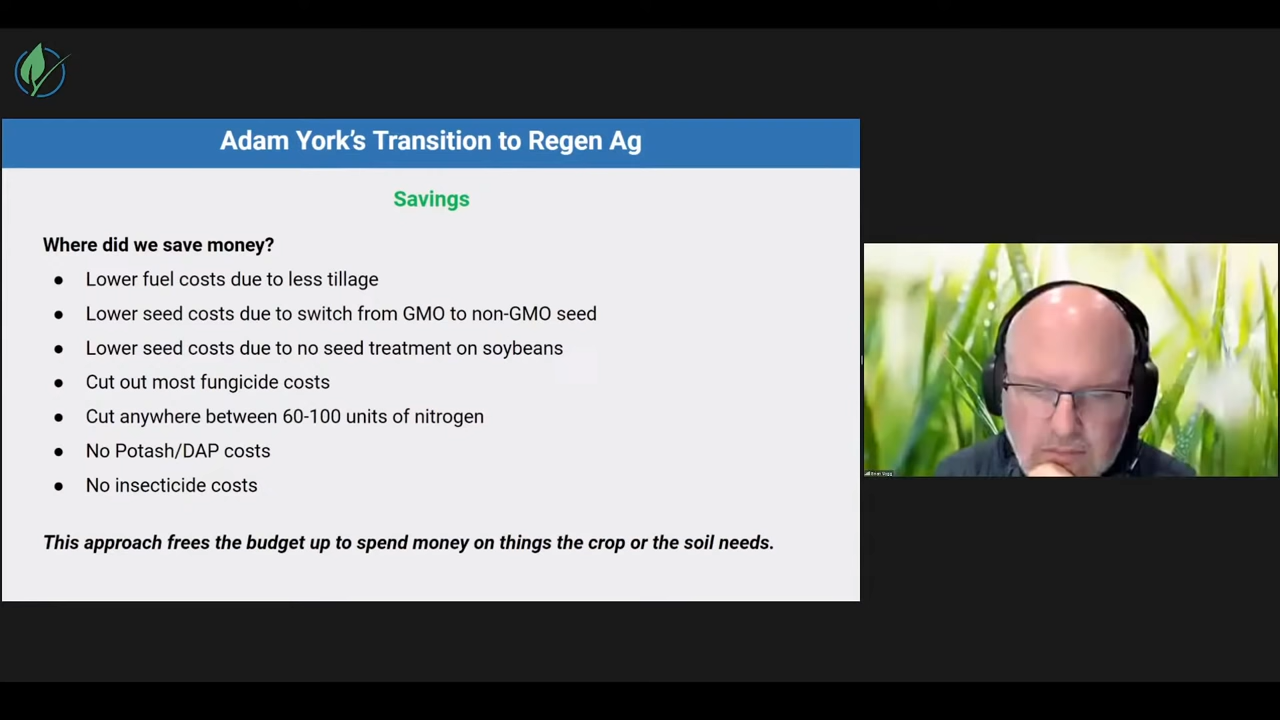 Adam York's Transition to Regen Ag
Savings
Where did we save money?
● Lower fuel costs due to less tillage
● Lower seed costs due to switch from GMO to non-GMO seed
● Lower seed costs due to no seed treatment on soybeans
● Cut out most fungicide costs
● Cut anywhere between 60-100 units of nitrogen
● No Potash/DAP costs
● No insecticide costs
This approach frees the budget up to spend money on things the crop or the soil needs.